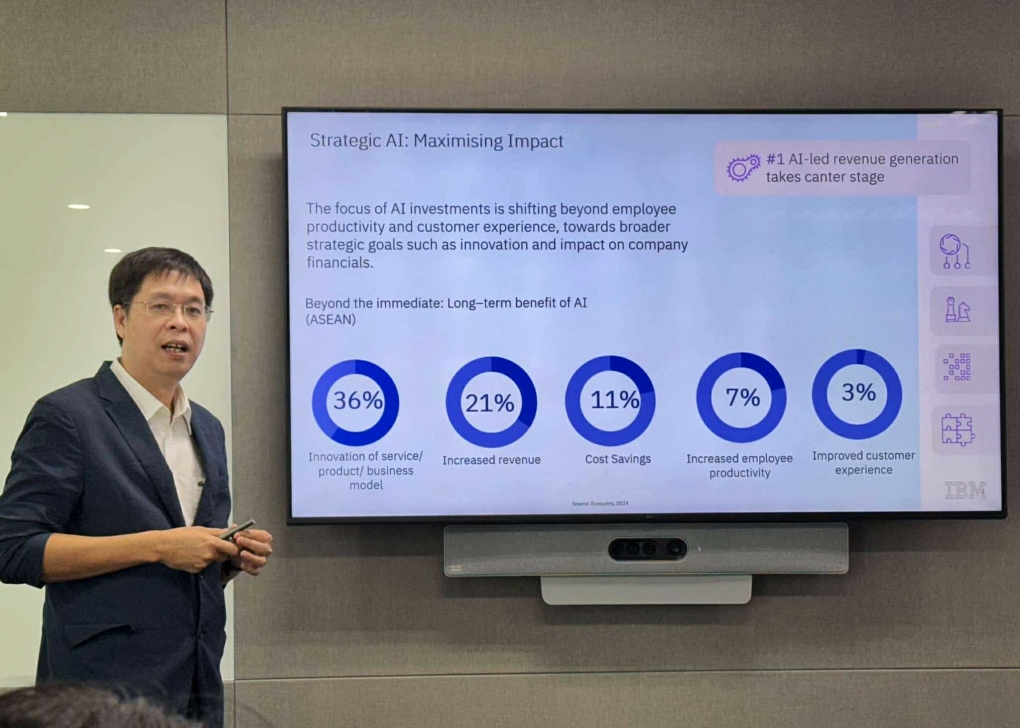 Strategic AI: Maximising Impact
#1 AI-led revenue generation
takes canter stage
The focus of AI investments is shifting beyond employee
productivity and customer experience, towards broader
strategic goals such as innovation and impact on company
financials.
Beyond the immediate: Long-term benefit of AI
(ASEAN)
36%
21%
11%
7%
3%
Innovation of service/
product/ business
model
Increased revenue
Cost Savings
Increased employee
productivity
Improved customer
experience
Source: Ecosystm, 2024
IBM